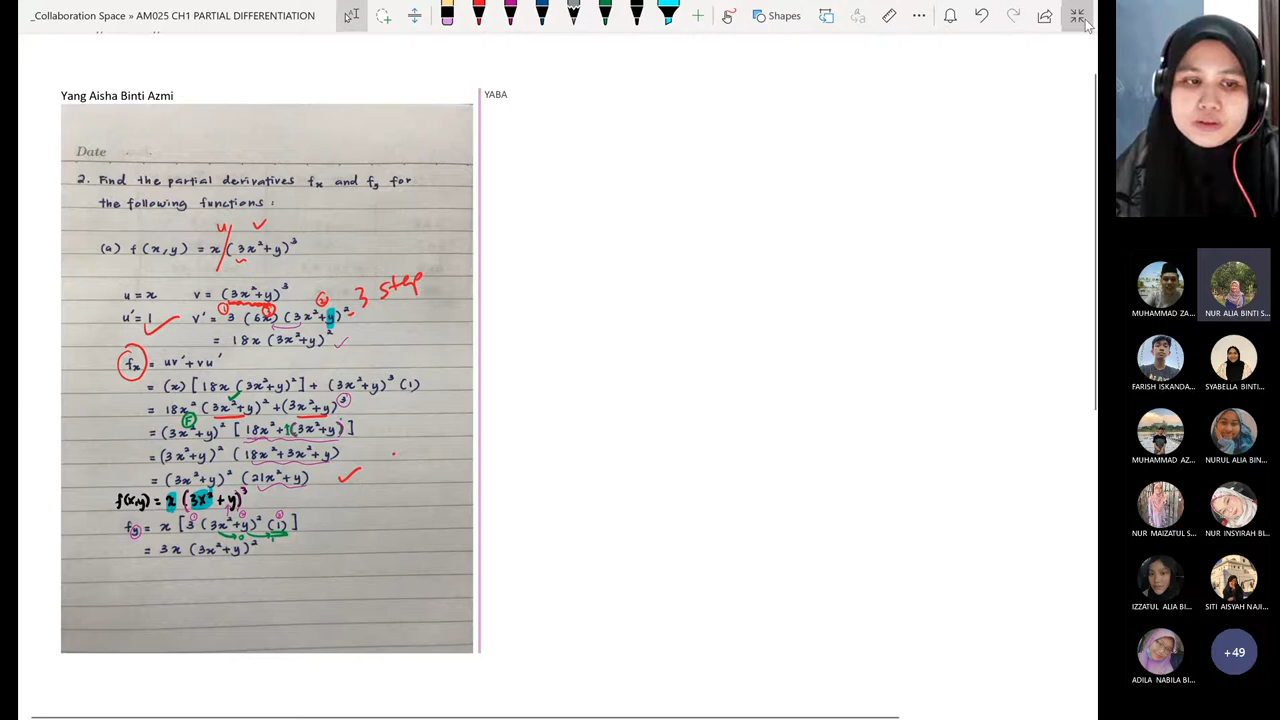 _Collaboration Space » AM025 CH1 PARTIAL DIFFERENTIATION
Shapes
Yang Aisha Binti Azmi
YABA
Date
2. Find the partial derivatives fx and fy for
the following functions :
u ✓
(a) f(x,y) = x (3x²+y)³
3 step
u = x v = (3x²+y)³
① ③ ②
u' = 1 v' = 3 (6x) (3x²+y)²
= 18x (3x²+y)²
fx = uv' + vu'
= (x) [18x (3x²+y)²] + (3x²+y)³ (1)
= 18x² (3x²+y)² + (3x²+y)³
= (3x²+y)² [18x²+1(3x²+y)]
= (3x²+y)² (18x²+3x²+y)
= (3x²+y)² (21x²+y)
f(x,y) = x (3x²+y)³
fy = x [3 (3x²+y)² (1)]
= 3x (3x²+y)²
MUHAMMAD ZA...
NUR ALIA BINTI S...
FARISH ISKANDA...
SYABELLA BINTI...
MUHAMMAD AZ...
NURUL ALIA BIN...
NUR MAIZATUL S...
NUR INSYIRAH BI...
IZZATUL ALIA BI...
SITI AISYAH NAJI...
ADILA NABILA BI...
+49